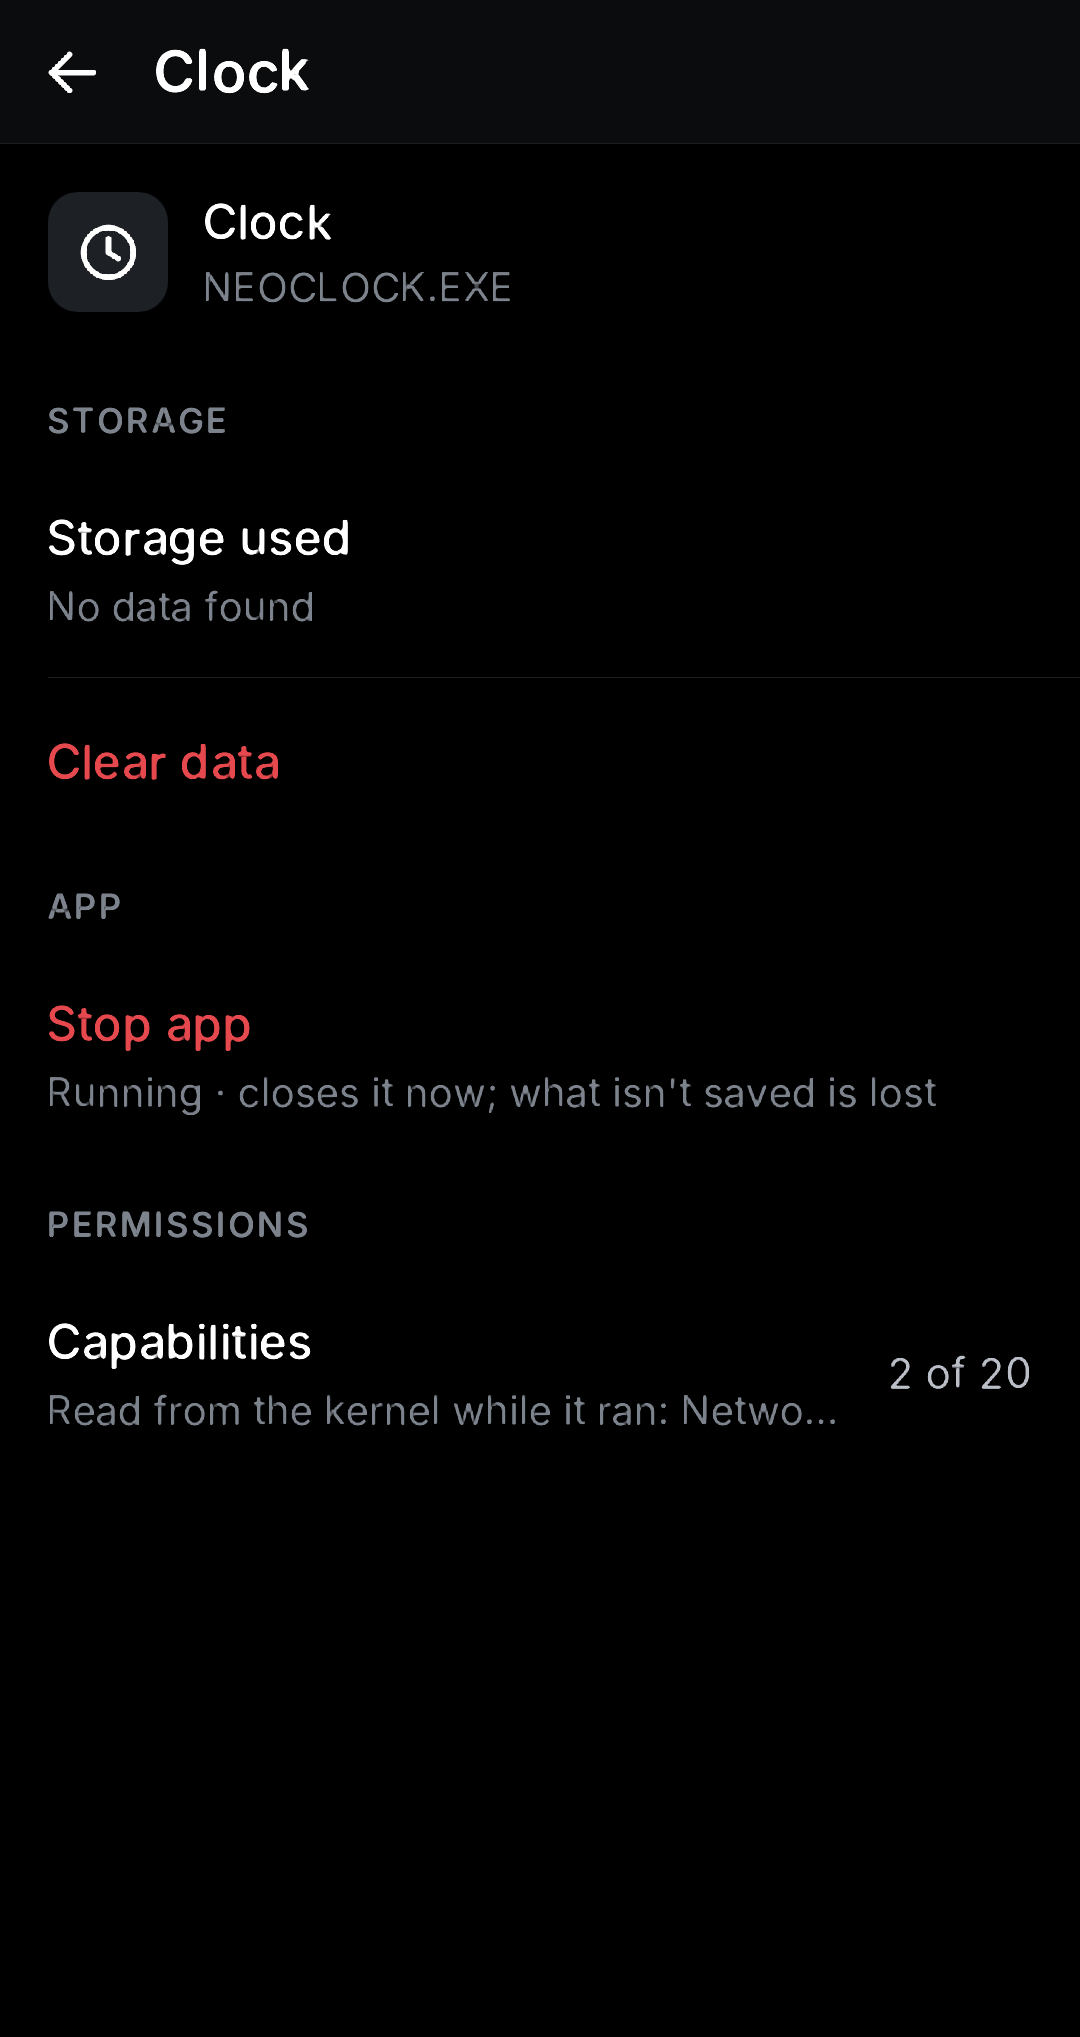 Clock
Clock
NEOCLOCK.EXE
STORAGE
Storage used
No data found
Clear data
APP
Stop app
Running · closes it now; what isn't saved is lost
PERMISSIONS
Capabilities
2 of 20
Read from the kernel while it ran: Netwo...